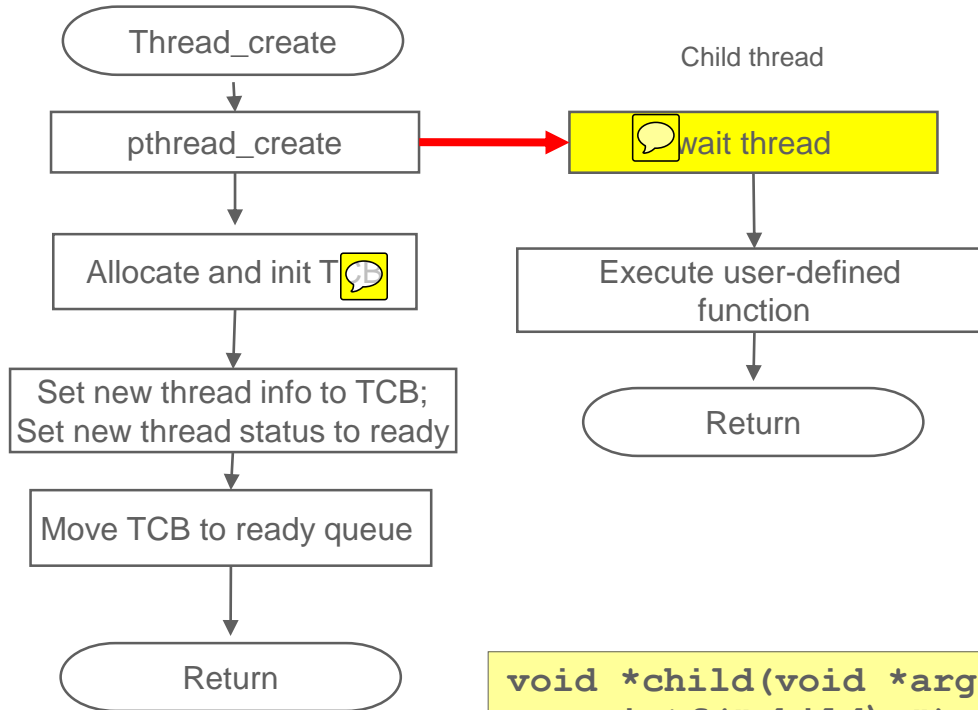 Thread_create
pthread_create
Allocate and init TCB
Set new thread info to TCB;
Set new thread status to ready
Move TCB to ready queue
Return
Child thread
wait thread
Execute user-defined
function
Return
void *child(void *arg